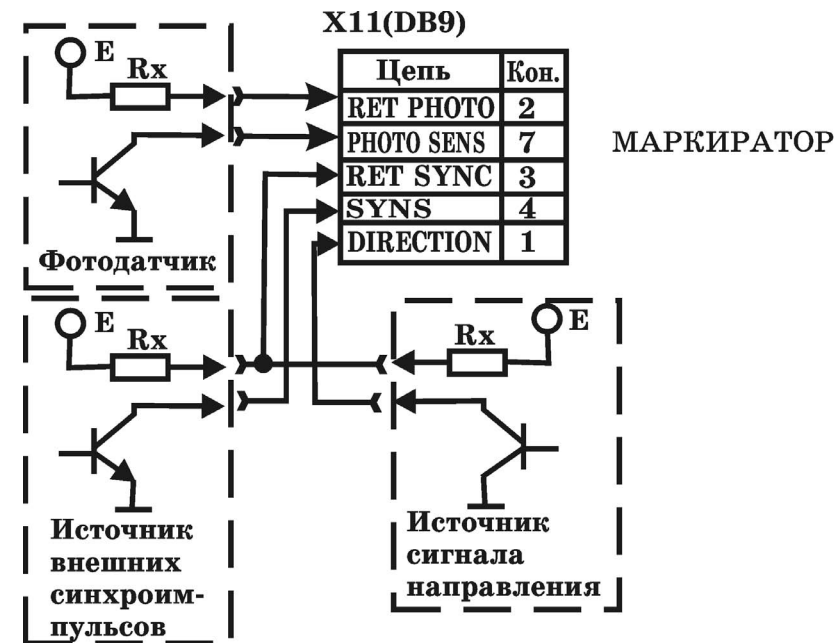 X11(DB9)
Цепь Кон.
RET PHOTO 2
PHOTO SENS 7
RET SYNC 3
SYNS 4
DIRECTION 1
МАРКИРАТОР
E
Rx
Фотодатчик
E
Rx
Источник
внешних
синхроим-
пульсов
E
Rx
Источник
сигнала
направления